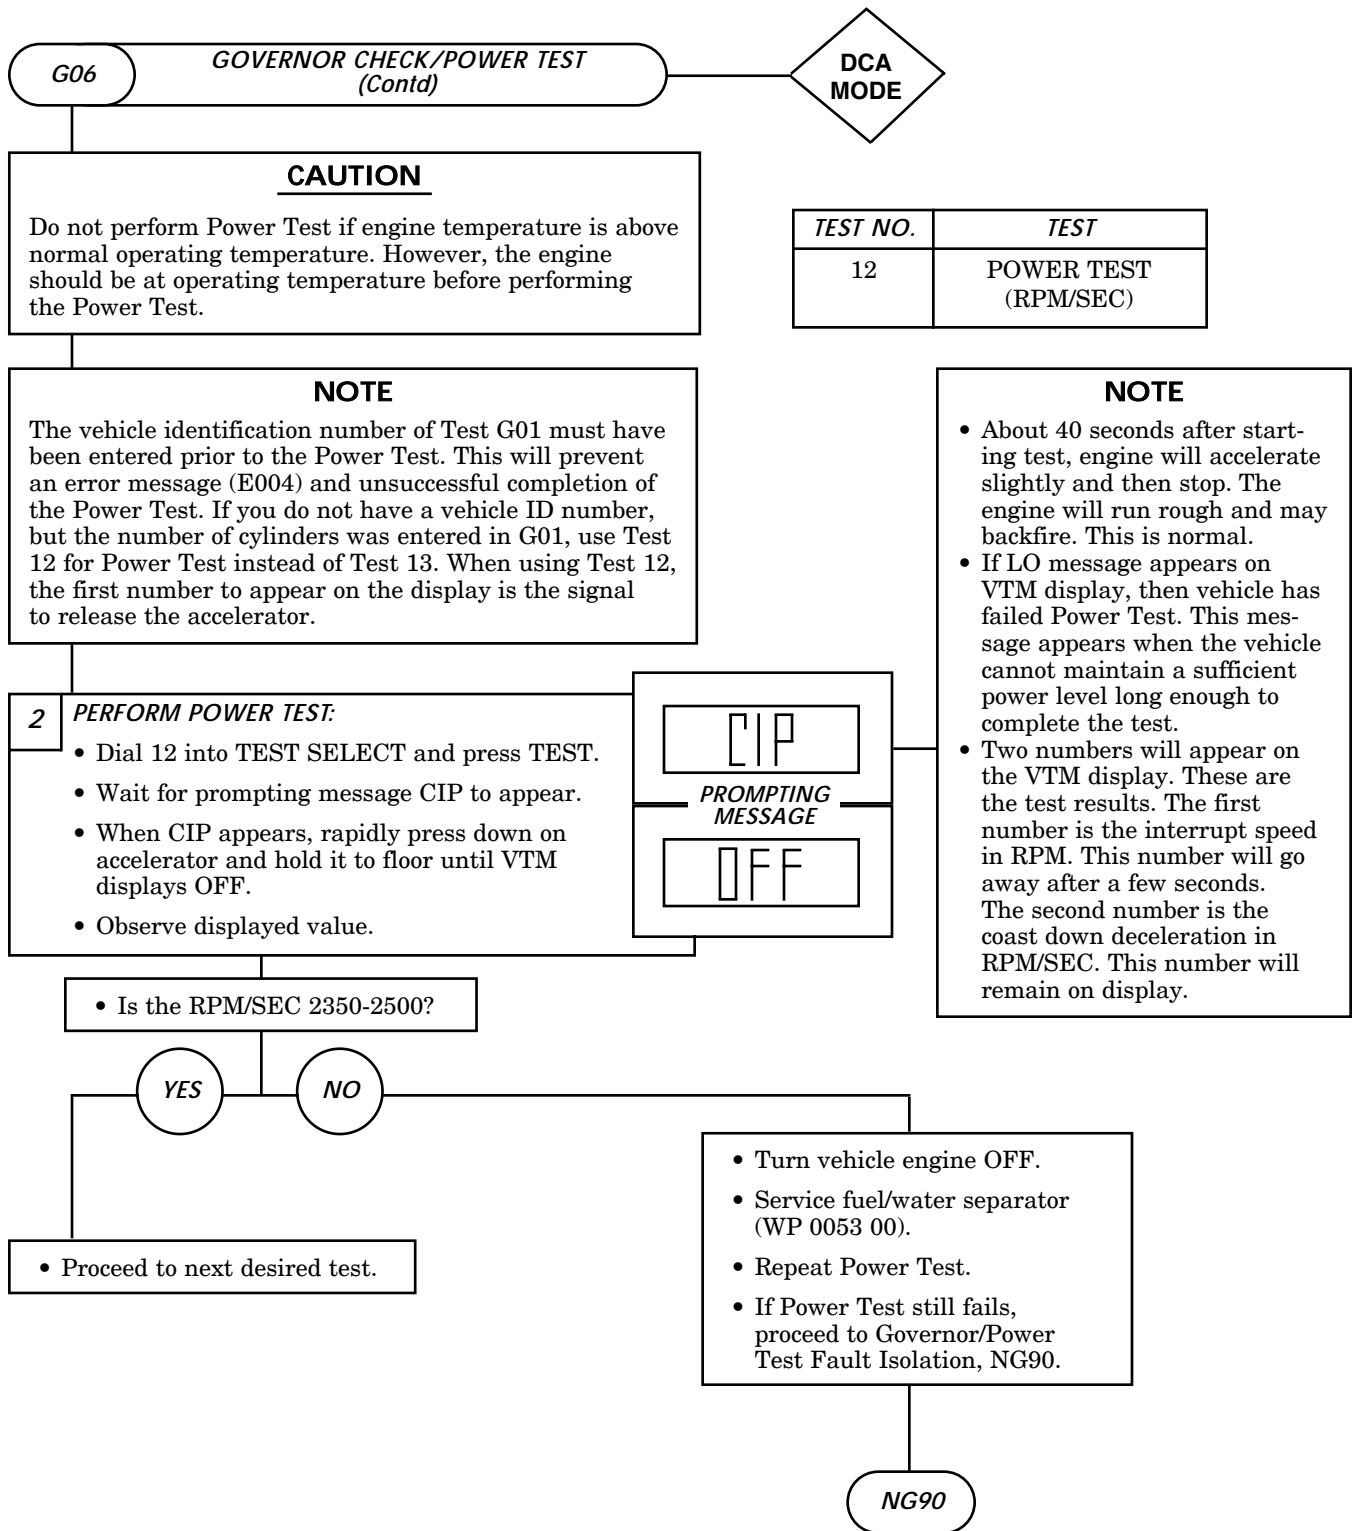 G06
GOVERNOR CHECK/POWER TEST
(Contd)
DCA
MODE
CAUTION
Do not perform Power Test if engine temperature is above
normal operating temperature. However, the engine
should be at operating temperature before performing
the Power Test.
TEST NO.
TEST
12
POWER TEST
(RPM/SEC)
NOTE
The vehicle identification number of Test G01 must have
been entered prior to the Power Test. This will prevent
an error message (E004) and unsuccessful completion of
the Power Test. If you do not have a vehicle ID number,
but the number of cylinders was entered in G01, use Test
12 for Power Test instead of Test 13. When using Test 12,
the first number to appear on the display is the signal
to release the accelerator.
NOTE
• About 40 seconds after start-
ing test, engine will accelerate
slightly and then stop. The
engine will run rough and may
backfire. This is normal.
• If LO message appears on
VTM display, then vehicle has
failed Power Test. This mes-
sage appears when the vehicle
cannot maintain a sufficient
power level long enough to
complete the test.
• Two numbers will appear on
the VTM display. These are
the test results. The first
number is the interrupt speed
in RPM. This number will go
away after a few seconds.
The second number is the
coast down deceleration in
RPM/SEC. This number will
remain on display.
2
PERFORM POWER TEST:
• Dial 12 into TEST SELECT and press TEST.
• Wait for prompting message CIP to appear.
• When CIP appears, rapidly press down on
accelerator and hold it to floor until VTM
displays OFF.
• Observe displayed value.
CIP
PROMPTING
MESSAGE
OFF
• Is the RPM/SEC 2350-2500?
YES
NO
• Proceed to next desired test.
• Turn vehicle engine OFF.
• Service fuel/water separator
(WP 0053 00).
• Repeat Power Test.
• If Power Test still fails,
proceed to Governor/Power
Test Fault Isolation, NG90.
NG90